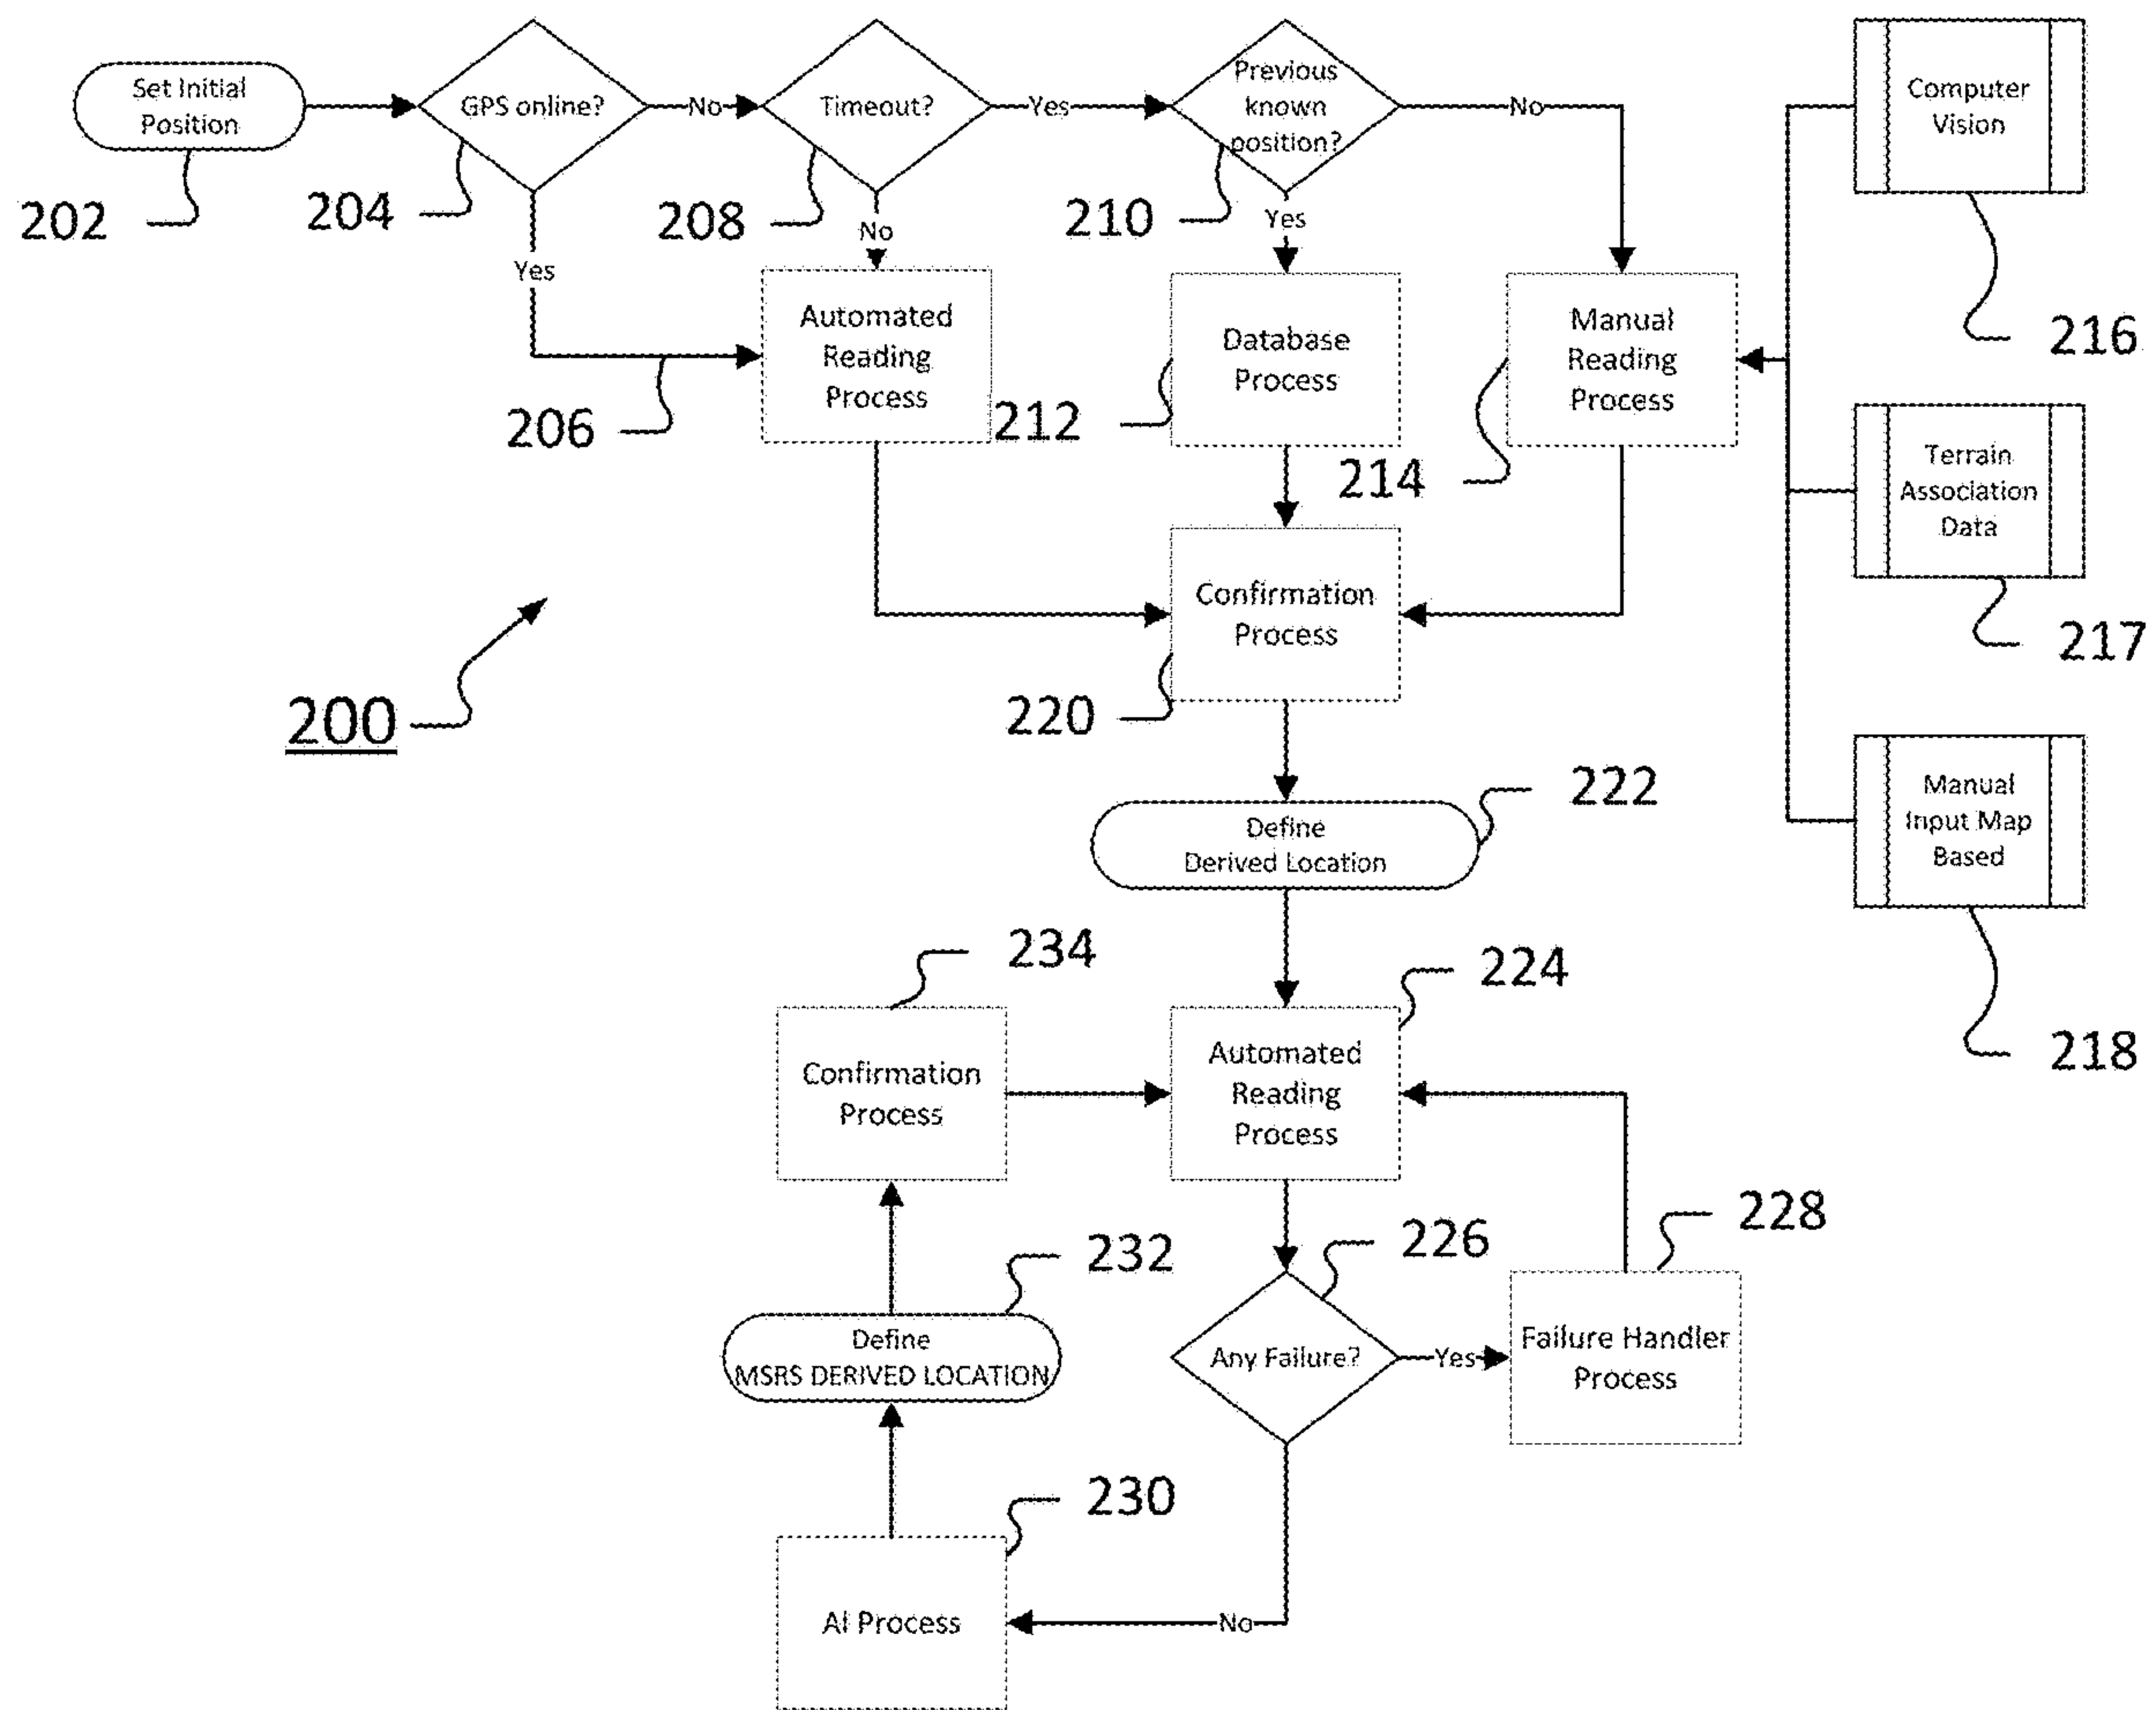 Set Initial
Position
202
GPS online?
204
No
Yes
206
Timeout?
208
Yes
No
Previous
known
position?
210
No
Yes
Computer
Vision
216
Automated
Reading
Process
Database
Process
212
Manual
Reading
Process
214
Terrain
Association
Data
217
Confirmation
Process
220
200
Manual
Input Map
Based
218
Define
Derived Location
222
Confirmation
Process
234
Automated
Reading
Process
224
Any Failure?
226
Yes
Failure Handler
Process
228
Define
MSRS DERIVED LOCATION
232
AI Process
230
No